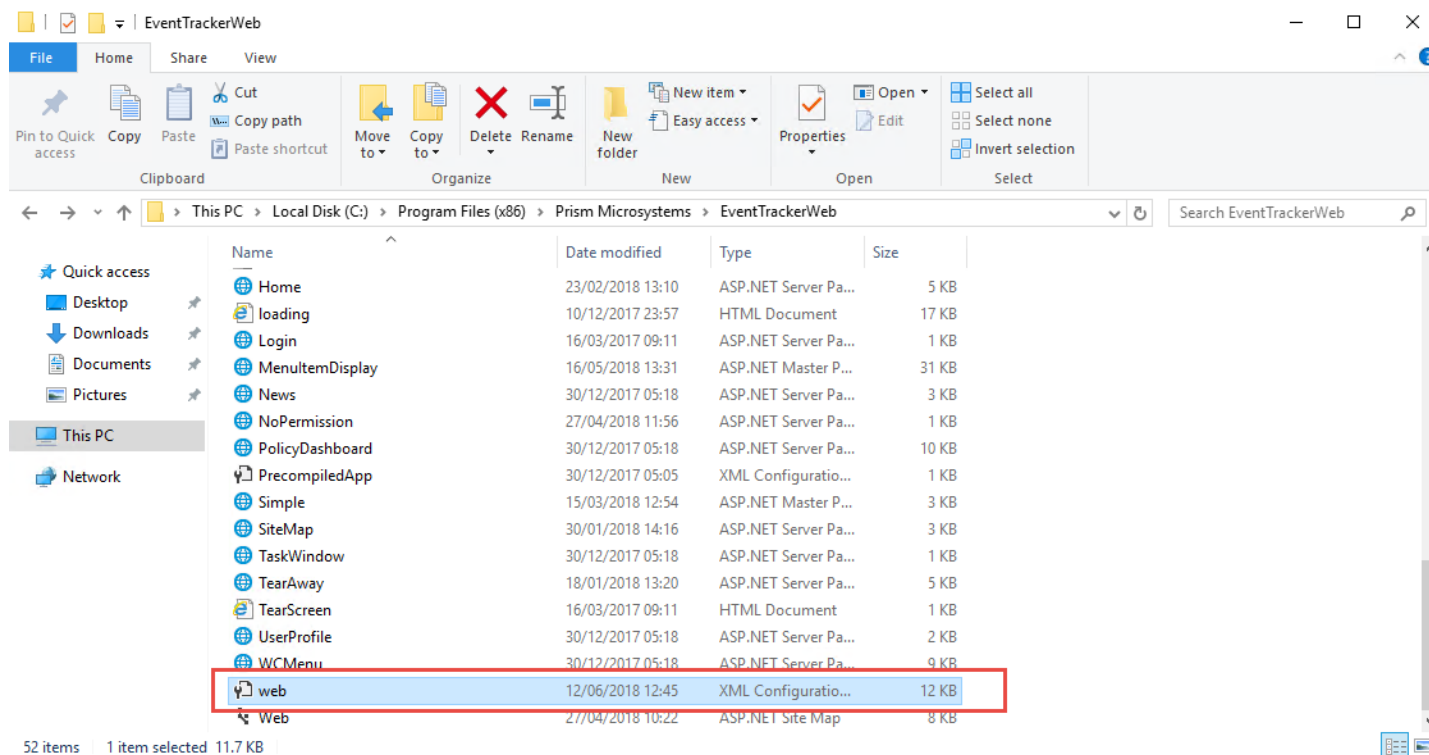 EventTrackerWeb
File Home Share View
Pin to Quick access
Copy
Paste
Cut
Copy path
Paste shortcut
Clipboard
Move to
Copy to
Delete
Rename
Organize
New folder
New item
Easy access
New
Properties
Open
Edit
Open
Select all
Select none
Invert selection
Select
This PC > Local Disk (C:) > Program Files (x86) > Prism Microsystems > EventTrackerWeb
Search EventTrackerWeb
Quick access
Desktop
Downloads
Documents
Pictures
This PC
Network
Name Date modified Type Size
Home 23/02/2018 13:10 ASP.NET Server Pa... 5 KB
loading 10/12/2017 23:57 HTML Document 17 KB
Login 16/03/2017 09:11 ASP.NET Server Pa... 1 KB
MenuItemDisplay 16/05/2018 13:31 ASP.NET Master P... 31 KB
News 30/12/2017 05:18 ASP.NET Server Pa... 3 KB
NoPermission 27/04/2018 11:56 ASP.NET Server Pa... 1 KB
PolicyDashboard 30/12/2017 05:18 ASP.NET Server Pa... 10 KB
PrecompiledApp 30/12/2017 05:05 XML Configuratio... 1 KB
Simple 15/03/2018 12:54 ASP.NET Master P... 3 KB
SiteMap 30/01/2018 14:16 ASP.NET Server Pa... 3 KB
TaskWindow 30/12/2017 05:18 ASP.NET Server Pa... 1 KB
TearAway 18/01/2018 13:20 ASP.NET Server Pa... 5 KB
TearScreen 16/03/2017 09:11 HTML Document 1 KB
UserProfile 30/12/2017 05:18 ASP.NET Server Pa... 2 KB
WCMenu 30/12/2017 05:18 ASP.NET Server Pa... 9 KB
web 12/06/2018 12:45 XML Configuratio... 12 KB
Web 27/04/2018 10:22 ASP.NET Site Map 8 KB
52 items 1 item selected 11.7 KB